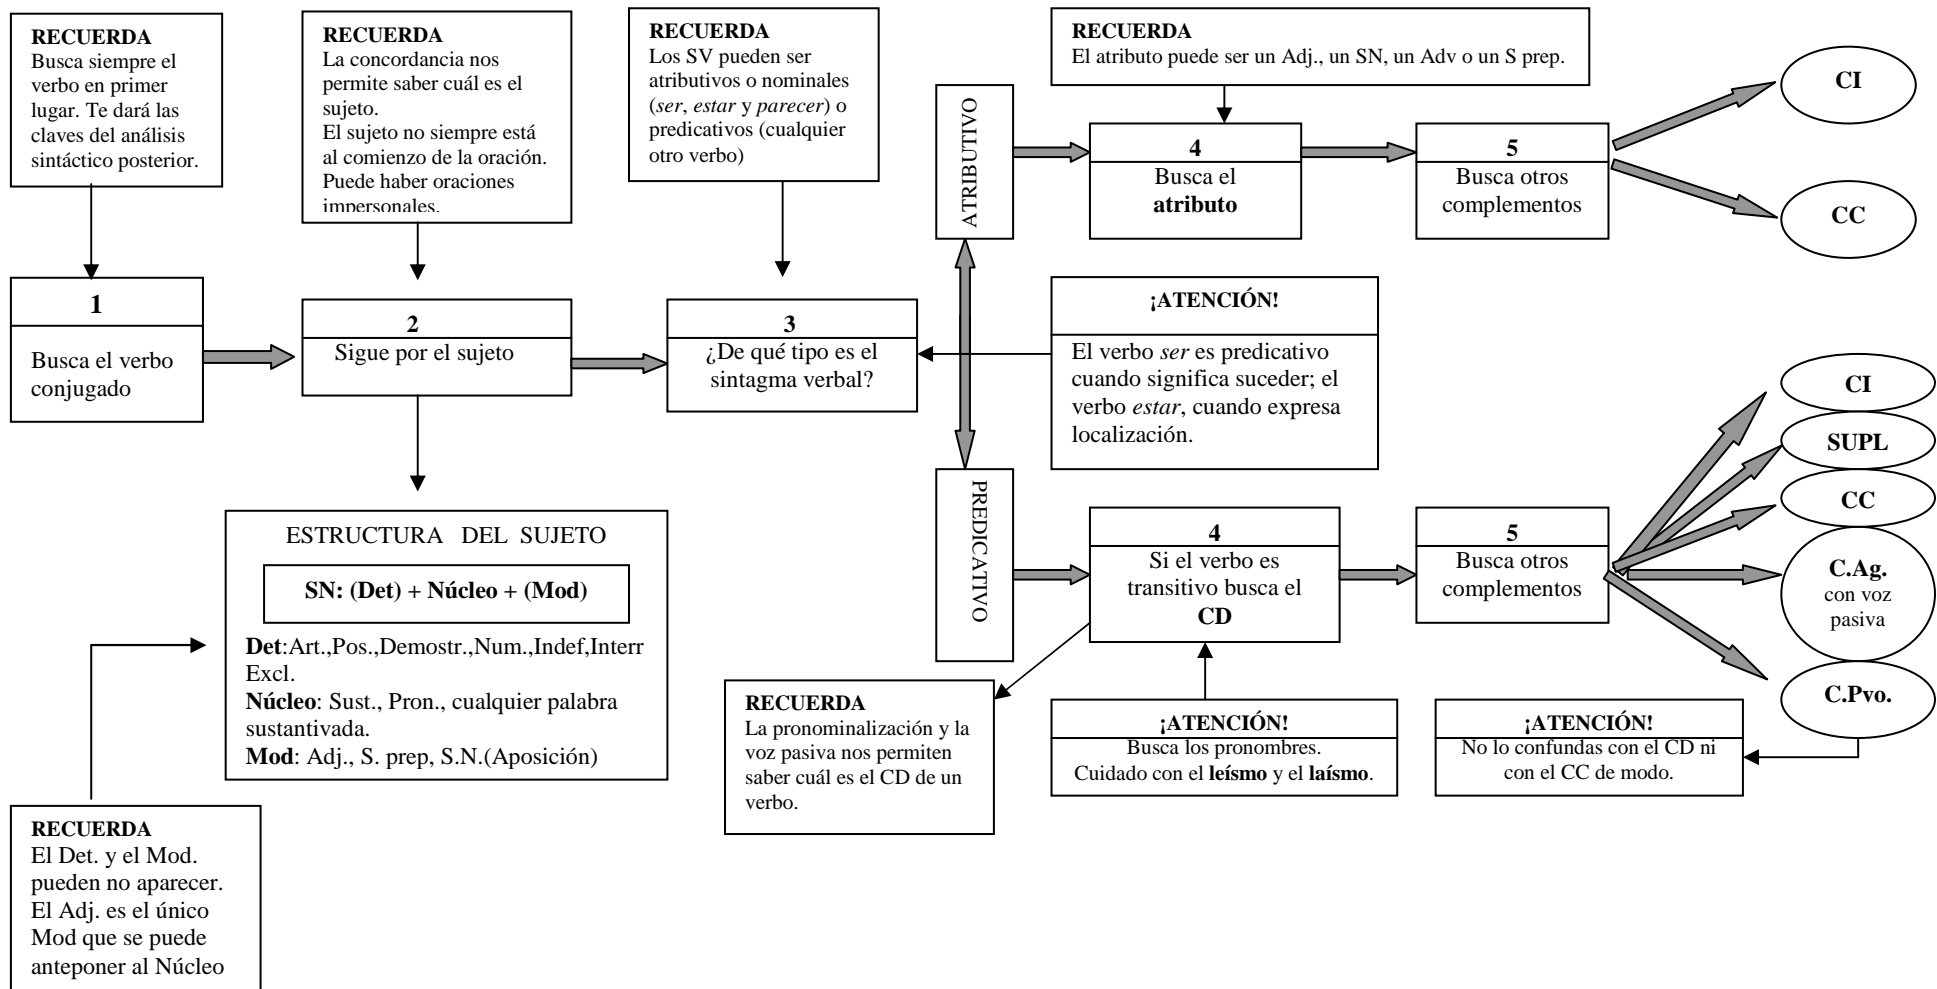 RECUERDA
Busca siempre el
verbo en primer
lugar. Te dará las
claves del análisis
sintáctico posterior.
RECUERDA
La concordancia nos
permite saber cuál es el
sujeto.
El sujeto no siempre está
al comienzo de la oración.
Puede haber oraciones
impersonales.
RECUERDA
Los SV pueden ser
atributivos o nominales
(ser, estar y parecer) o
predicativos (cualquier
otro verbo)
RECUERDA
El atributo puede ser un Adj., un SN, un Adv o un S prep.
ATRIBUTIVO
4
Busca el
atributo
5
Busca otros
complementos
CI
CC
1
Busca el verbo
conjugado
2
Sigue por el sujeto
3
¿De qué tipo es el
sintagma verbal?
¡ATENCIÓN!
El verbo ser es predicativo
cuando significa suceder; el
verbo estar, cuando expresa
localización.
PREDICATIVO
4
Si el verbo es
transitivo busca el
CD
5
Busca otros
complementos
CI
SUPL
CC
C.Ag.
con voz
pasiva
C.Pvo.
ESTRUCTURA DEL SUJETO
SN: (Det) + Núcleo + (Mod)
Det:Art.,Pos.,Demostr.,Num.,Indef,Interr
Excl.
Núcleo: Sust., Pron., cualquier palabra
sustantivada.
Mod: Adj., S. prep, S.N.(Aposición)
RECUERDA
La pronominalización y la
voz pasiva nos permiten
saber cuál es el CD de un
verbo.
¡ATENCIÓN!
Busca los pronombres.
Cuidado con el leísmo y el laísmo.
¡ATENCIÓN!
No lo confundas con el CD ni
con el CC de modo.
RECUERDA
El Det. y el Mod.
pueden no aparecer.
El Adj. es el único
Mod que se puede
anteponer al Núcleo